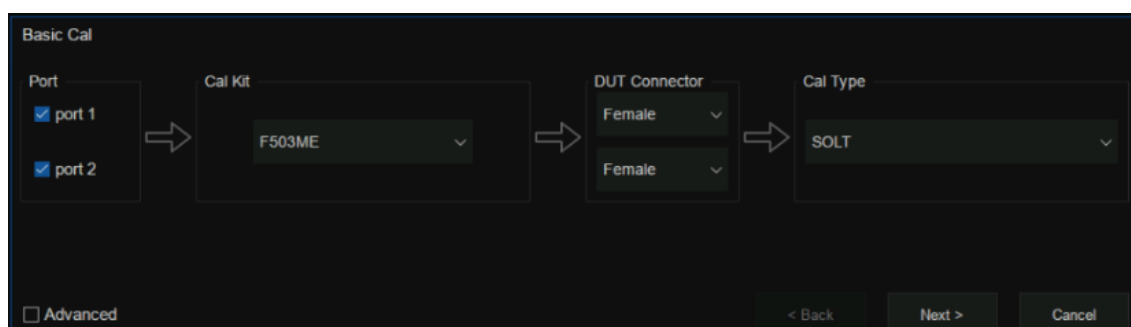 Basic Cal
Port
Cal Kit
DUT Connector
Cal Type
port 1
port 2
F503ME
Female
Female
SOLT
Advanced
< Back
Next >
Cancel